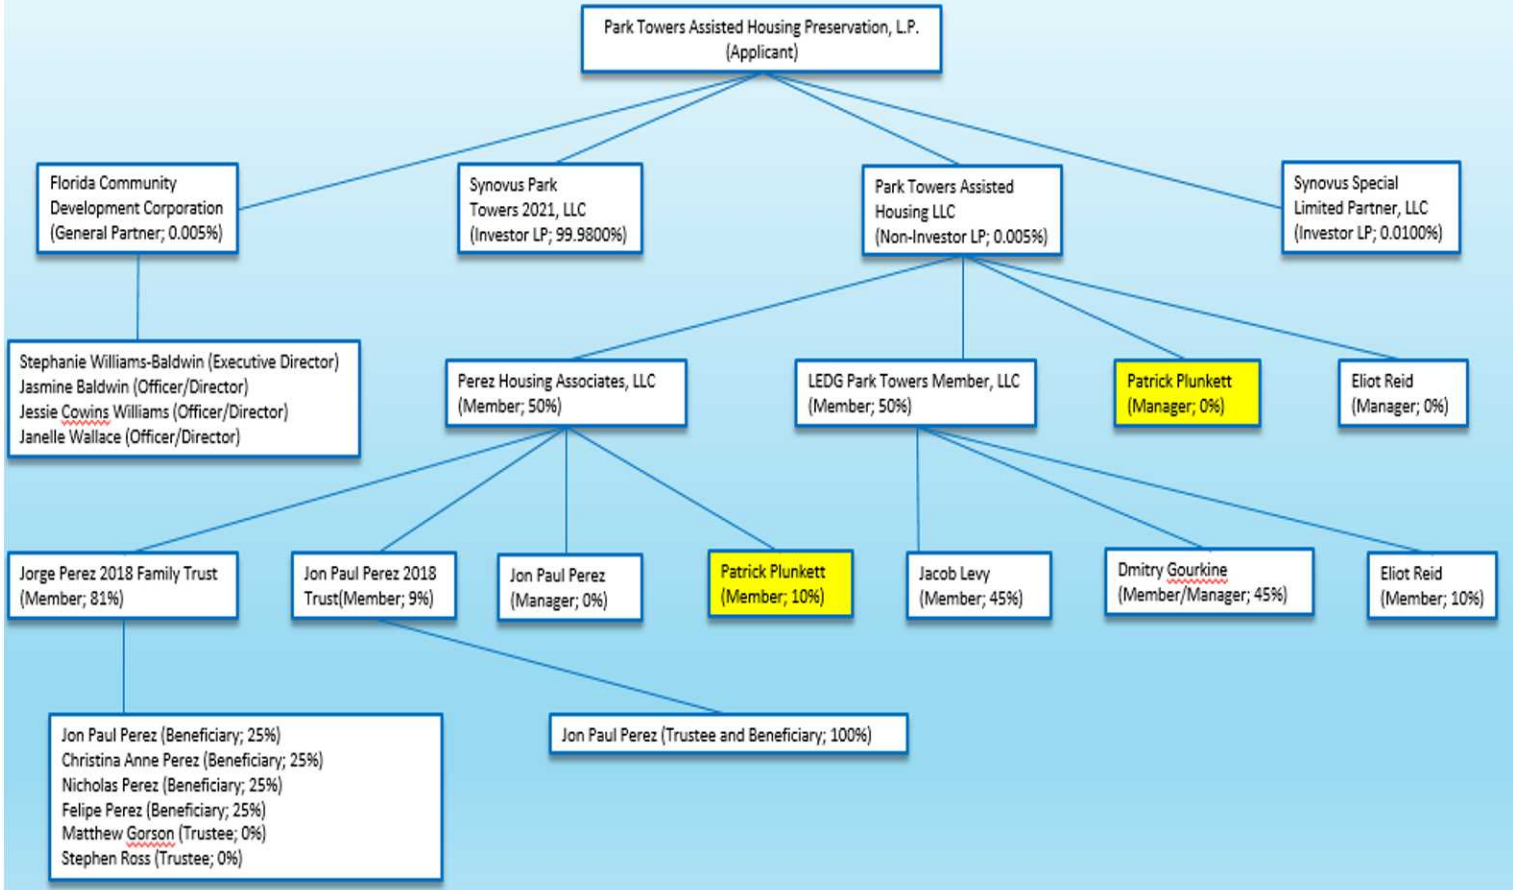 Park Towers Assisted Housing Preservation, L.P.
(Applicant)
Florida Community
Development Corporation
(General Partner; 0.005%)
Synovus Park
Towers 2021, LLC
(Investor LP; 99.9800%)
Park Towers Assisted
Housing LLC
(Non-Investor LP; 0.005%)
Synovus Special
Limited Partner, LLC
(Investor LP; 0.0100%)
Stephanie Williams-Baldwin (Executive Director)
Jasmine Baldwin (Officer/Director)
Jessie Cowins Williams (Officer/Director)
Janelle Wallace (Officer/Director)
Perez Housing Associates, LLC
(Member; 50%)
LEDG Park Towers Member, LLC
(Member; 50%)
Patrick Plunkett
(Manager; 0%)
Eliot Reid
(Manager; 0%)
Jorge Perez 2018 Family Trust
(Member; 81%)
Jon Paul Perez 2018
Trust(Member; 9%)
Jon Paul Perez
(Manager; 0%)
Patrick Plunkett
(Member; 10%)
Jacob Levy
(Member; 45%)
Dmitry Gourkine
(Member/Manager; 45%)
Eliot Reid
(Member; 10%)
Jon Paul Perez (Beneficiary; 25%)
Christina Anne Perez (Beneficiary; 25%)
Nicholas Perez (Beneficiary; 25%)
Felipe Perez (Beneficiary; 25%)
Matthew Gorson (Trustee; 0%)
Stephen Ross (Trustee; 0%)
Jon Paul Perez (Trustee and Beneficiary; 100%)